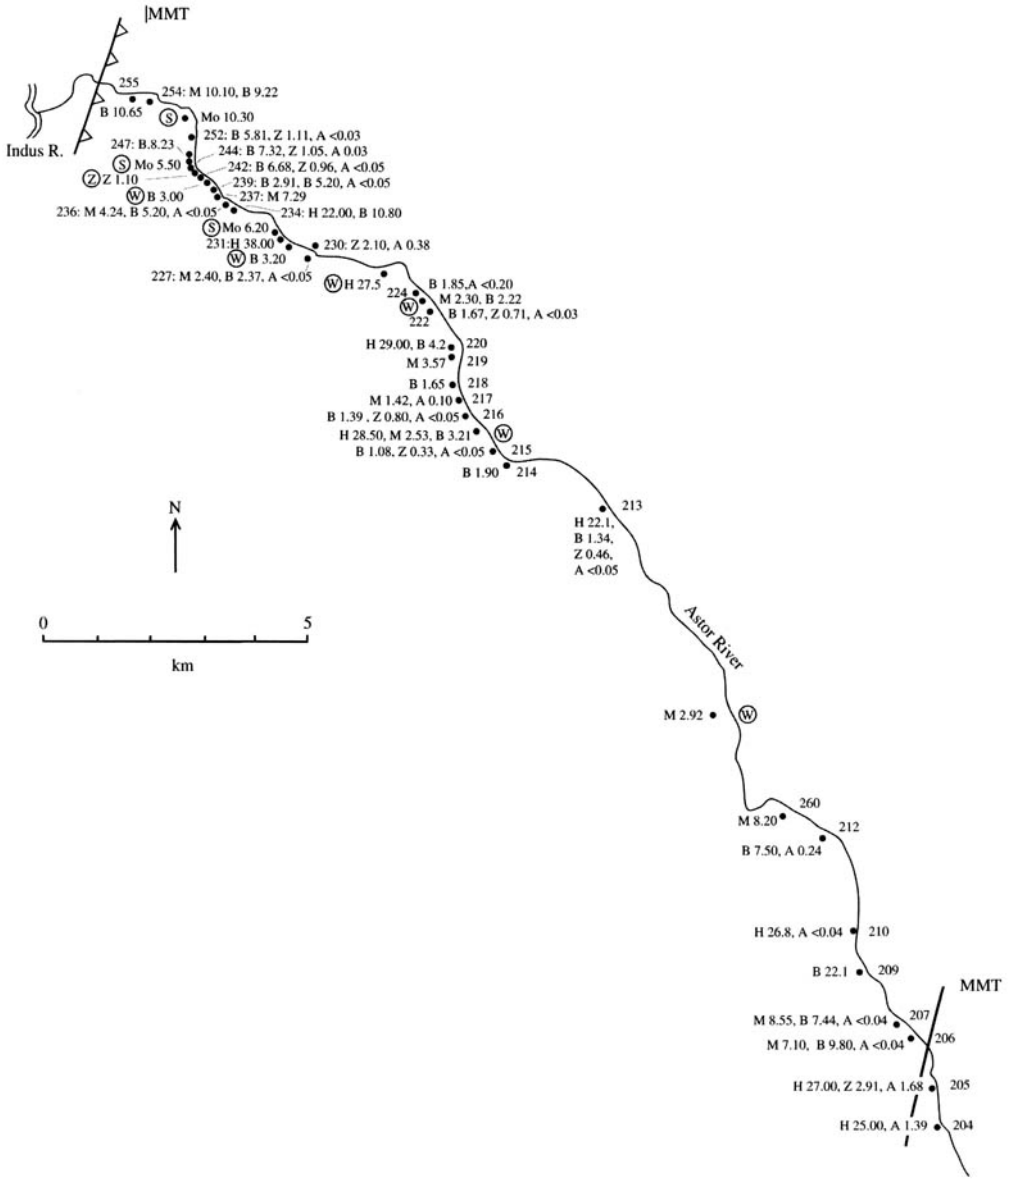 |MMT
255
254: M 10.10, B 9.22
B 10.65
S Mo 10.30
Indus R.
252: B 5.81, Z 1.11, A <0.03
247: B.8.23
244: B 7.32, Z 1.05, A 0.03
S Mo 5.50
242: B 6.68, Z 0.96, A <0.05
Z Z 1.10
239: B 2.91, B 5.20, A <0.05
W B 3.00
237: M 7.29
236: M 4.24, B 5.20, A <0.05
234: H 22.00, B 10.80
S Mo 6.20
231:H 38.00
230: Z 2.10, A 0.38
W B 3.20
227: M 2.40, B 2.37, A <0.05
W H 27.5
B 1.85,A <0.20
224
M 2.30, B 2.22
W
222
B 1.67, Z 0.71, A <0.03
H 29.00, B 4.2
220
M 3.57
219
B 1.65
218
M 1.42, A 0.10
217
B 1.39 , Z 0.80, A <0.05
216
H 28.50, M 2.53, B 3.21
W
B 1.08, Z 0.33, A <0.05
215
B 1.90
214
213
H 22.1,
B 1.34,
Z 0.46,
A <0.05
N
0
5
km
Astor River
M 2.92
W
260
M 8.20
212
B 7.50, A 0.24
H 26.8, A <0.04
210
B 22.1
209
MMT
207
M 8.55, B 7.44, A <0.04
206
M 7.10, B 9.80, A <0.04
H 27.00, Z 2.91, A 1.68
205
H 25.00, A 1.39
204